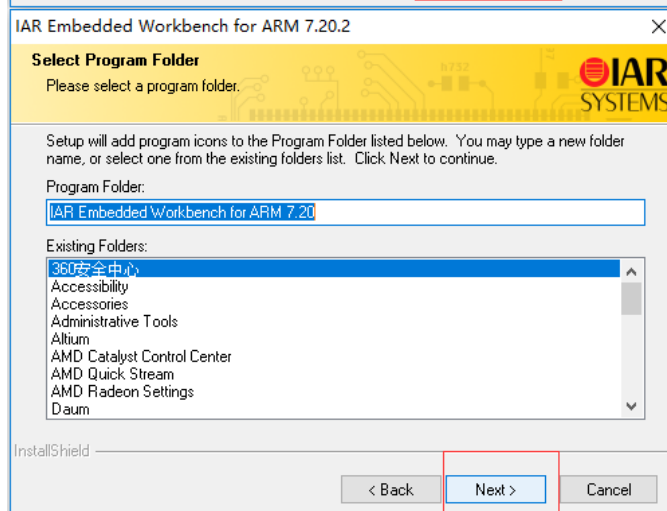 IAR Embedded Workbench for ARM 7.20.2
Select Program Folder
Please select a program folder.
h732
IAR
SYSTEMS
Setup will add program icons to the Program Folder listed below. You may type a new folder
name, or select one from the existing folders list. Click Next to continue.
Program Folder:
IAR Embedded Workbench for ARM 7.20
Existing Folders:
360安全中心
Accessibility
Accessories
Administrative Tools
Altium
AMD Catalyst Control Center
AMD Quick Stream
AMD Radeon Settings
Daum
InstallShield
< Back
Next >
Cancel